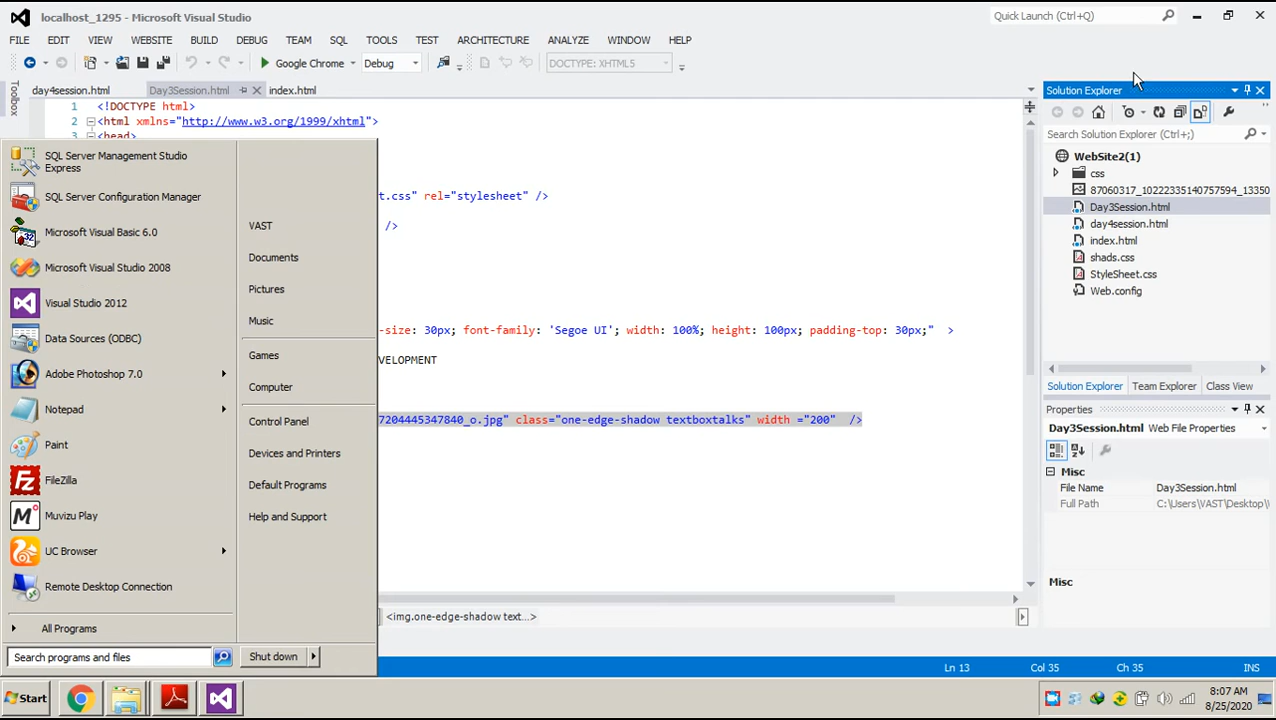 localhost_1295 - Microsoft Visual Studio
Quick Launch (Ctrl+Q)
FILE EDIT VIEW WEBSITE BUILD DEBUG TEAM SQL TOOLS TEST ARCHITECTURE ANALYZE WINDOW HELP
Google Chrome Debug DOCTYPE: XHTML5
Toolbox
day4session.html Day3Session.html index.html
1 <!DOCTYPE html>
2 <html xmlns="http://www.w3.org/1999/xhtml">
3 <head>
t.css" rel="stylesheet" />
/>
-size: 30px; font-family: 'Segoe UI'; width: 100%; height: 100px; padding-top: 30px;" >
VELOPMENT
7204445347840_o.jpg" class="one-edge-shadow textboxtalks" width ="200" />
<img.one-edge-shadow text...>
SQL Server Management Studio
Express
SQL Server Configuration Manager
Microsoft Visual Basic 6.0
Microsoft Visual Studio 2008
Visual Studio 2012
Data Sources (ODBC)
Adobe Photoshop 7.0
Notepad
Paint
FileZilla
Muvizu Play
UC Browser
Remote Desktop Connection
All Programs
Search programs and files
VAST
Documents
Pictures
Music
Games
Computer
Control Panel
Devices and Printers
Default Programs
Help and Support
Shut down
Solution Explorer
Search Solution Explorer (Ctrl+;)
WebSite2(1)
css
87060317_10222335140757594_13350
Day3Session.html
day4session.html
index.html
shads.css
StyleSheet.css
Web.config
Solution Explorer Team Explorer Class View
Properties
Day3Session.html Web File Properties
Misc
File Name Day3Session.html
Full Path C:\Users\VAST\Desktop\
Misc
Ln 13 Col 35 Ch 35 INS
Start
8:07 AM
8/25/2020